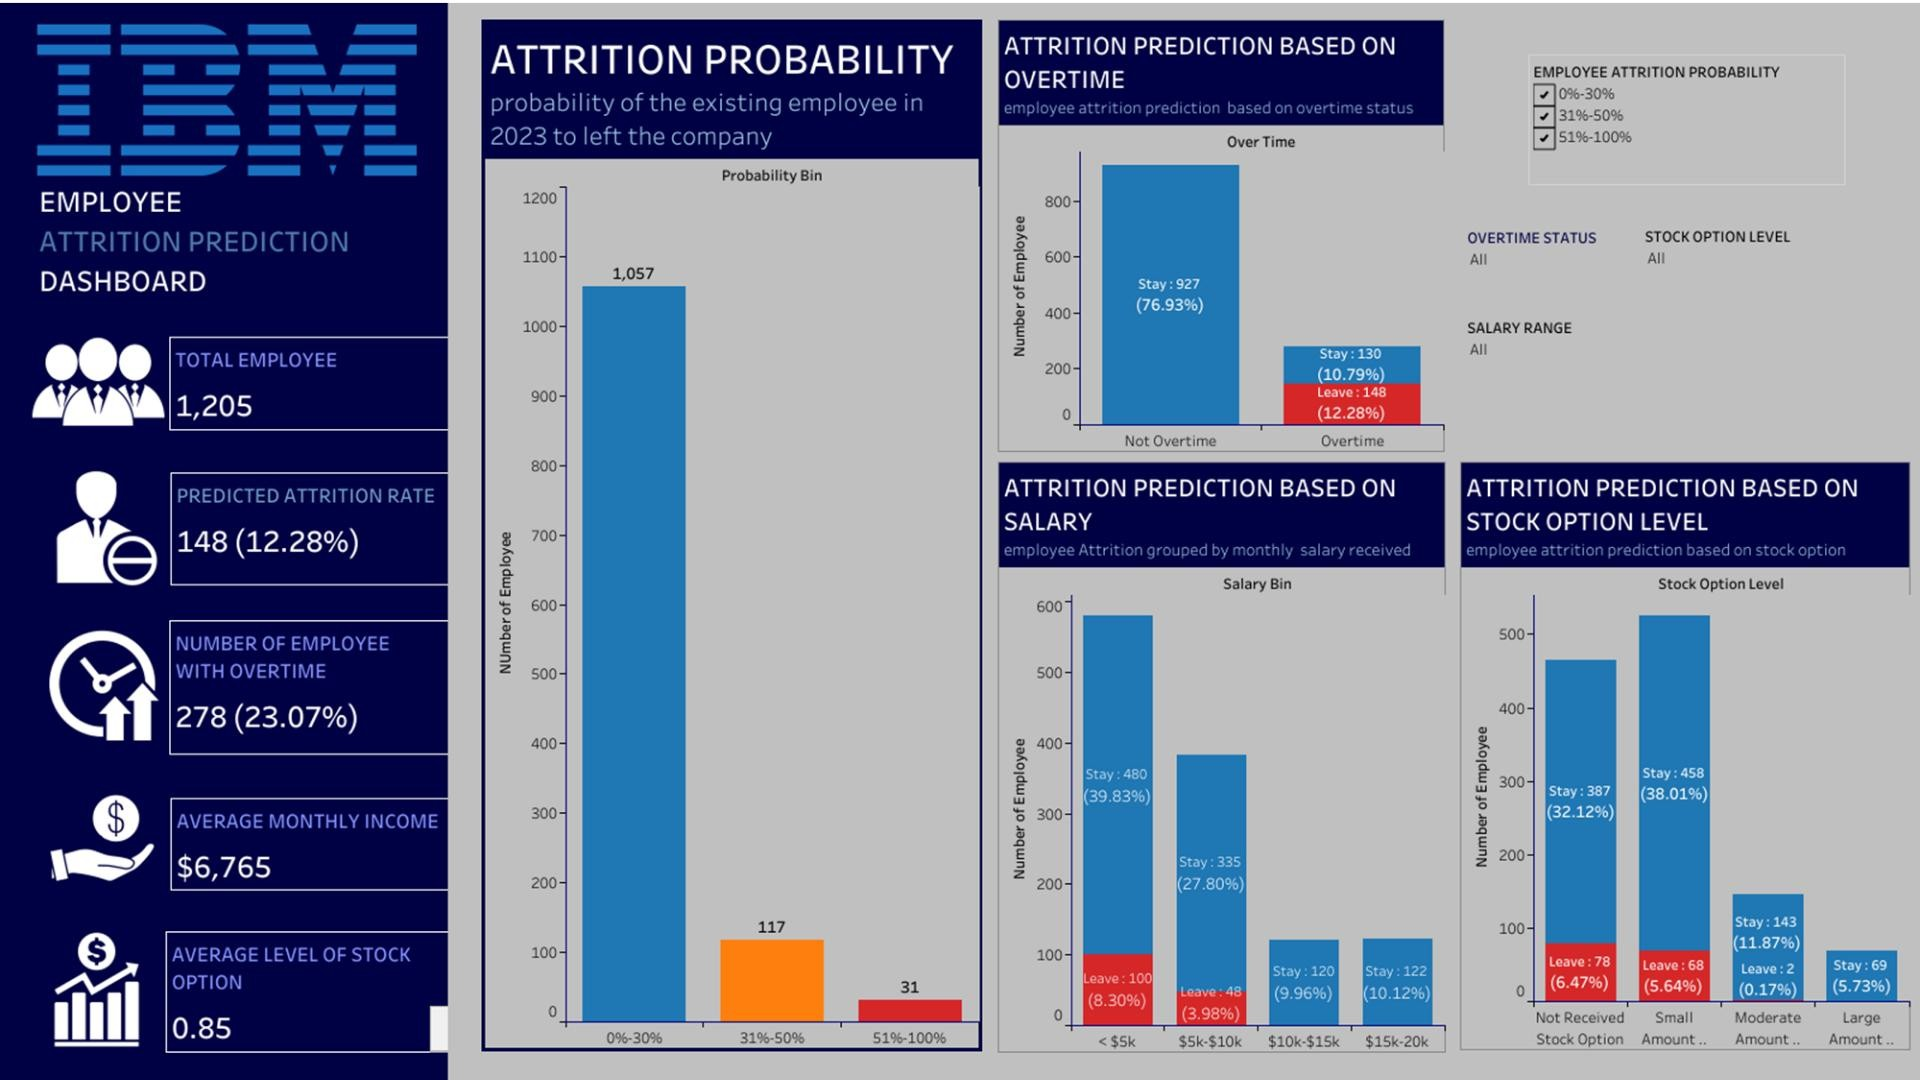 IBM
EMPLOYEE
ATTRITION PREDICTION
DASHBOARD
TOTAL EMPLOYEE
1,205
PREDICTED ATTRITION RATE
148 (12.28%)
NUMBER OF EMPLOYEE
WITH OVERTIME
278 (23.07%)
AVERAGE MONTHLY INCOME
$6,765
AVERAGE LEVEL OF STOCK
OPTION
0.85
ATTRITION PROBABILITY
probability of the existing employee in
2023 to left the company
Probability Bin
NUmber of Employee
1200
1100
1000
900
800
700
600
500
400
300
200
100
0
1,057
117
31
0%-30%
31%-50%
51%-100%
ATTRITION PREDICTION BASED ON
OVERTIME
employee attrition prediction based on overtime status
Over Time
Number of Employee
800
600
400
200
0
Stay : 927
(76.93%)
Stay : 130
(10.79%)
Leave : 148
(12.28%)
Not Overtime
Overtime
EMPLOYEE ATTRITION PROBABILITY
0%-30%
31%-50%
51%-100%
OVERTIME STATUS
All
STOCK OPTION LEVEL
All
SALARY RANGE
All
ATTRITION PREDICTION BASED ON
SALARY
employee Attrition grouped by monthly salary received
Salary Bin
Number of Employee
600
500
400
300
200
100
0
Stay : 480
(39.83%)
Leave : 100
(8.30%)
Stay : 335
(27.80%)
Leave : 48
(3.98%)
Stay : 120
(9.96%)
Stay : 122
(10.12%)
< $5k
$5k-$10k
$10k-$15k
$15k-20k
ATTRITION PREDICTION BASED ON
STOCK OPTION LEVEL
employee attrition prediction based on stock option
Stock Option Level
Number of Employee
500
400
300
200
100
0
Stay : 387
(32.12%)
Leave : 78
(6.47%)
Stay : 458
(38.01%)
Leave : 68
(5.64%)
Stay : 143
(11.87%)
Leave : 2
(0.17%)
Stay : 69
(5.73%)
Not Received
Stock Option
Small
Amount ..
Moderate
Amount ..
Large
Amount ..